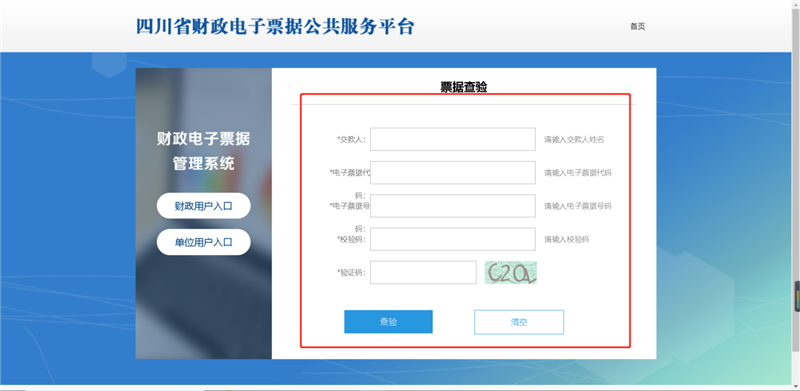 四川省财政电子票据公共服务平台
首页
财政电子票据
管理系统
财政用户入口
单位用户入口
票据查验
*交款人：
请输入交款人姓名
*电子票据代
码：
请输入电子票据代码
*电子票据号
码：
请输入电子票据号码
*校验码：
请输入校验码
*验证码：
查验
清空